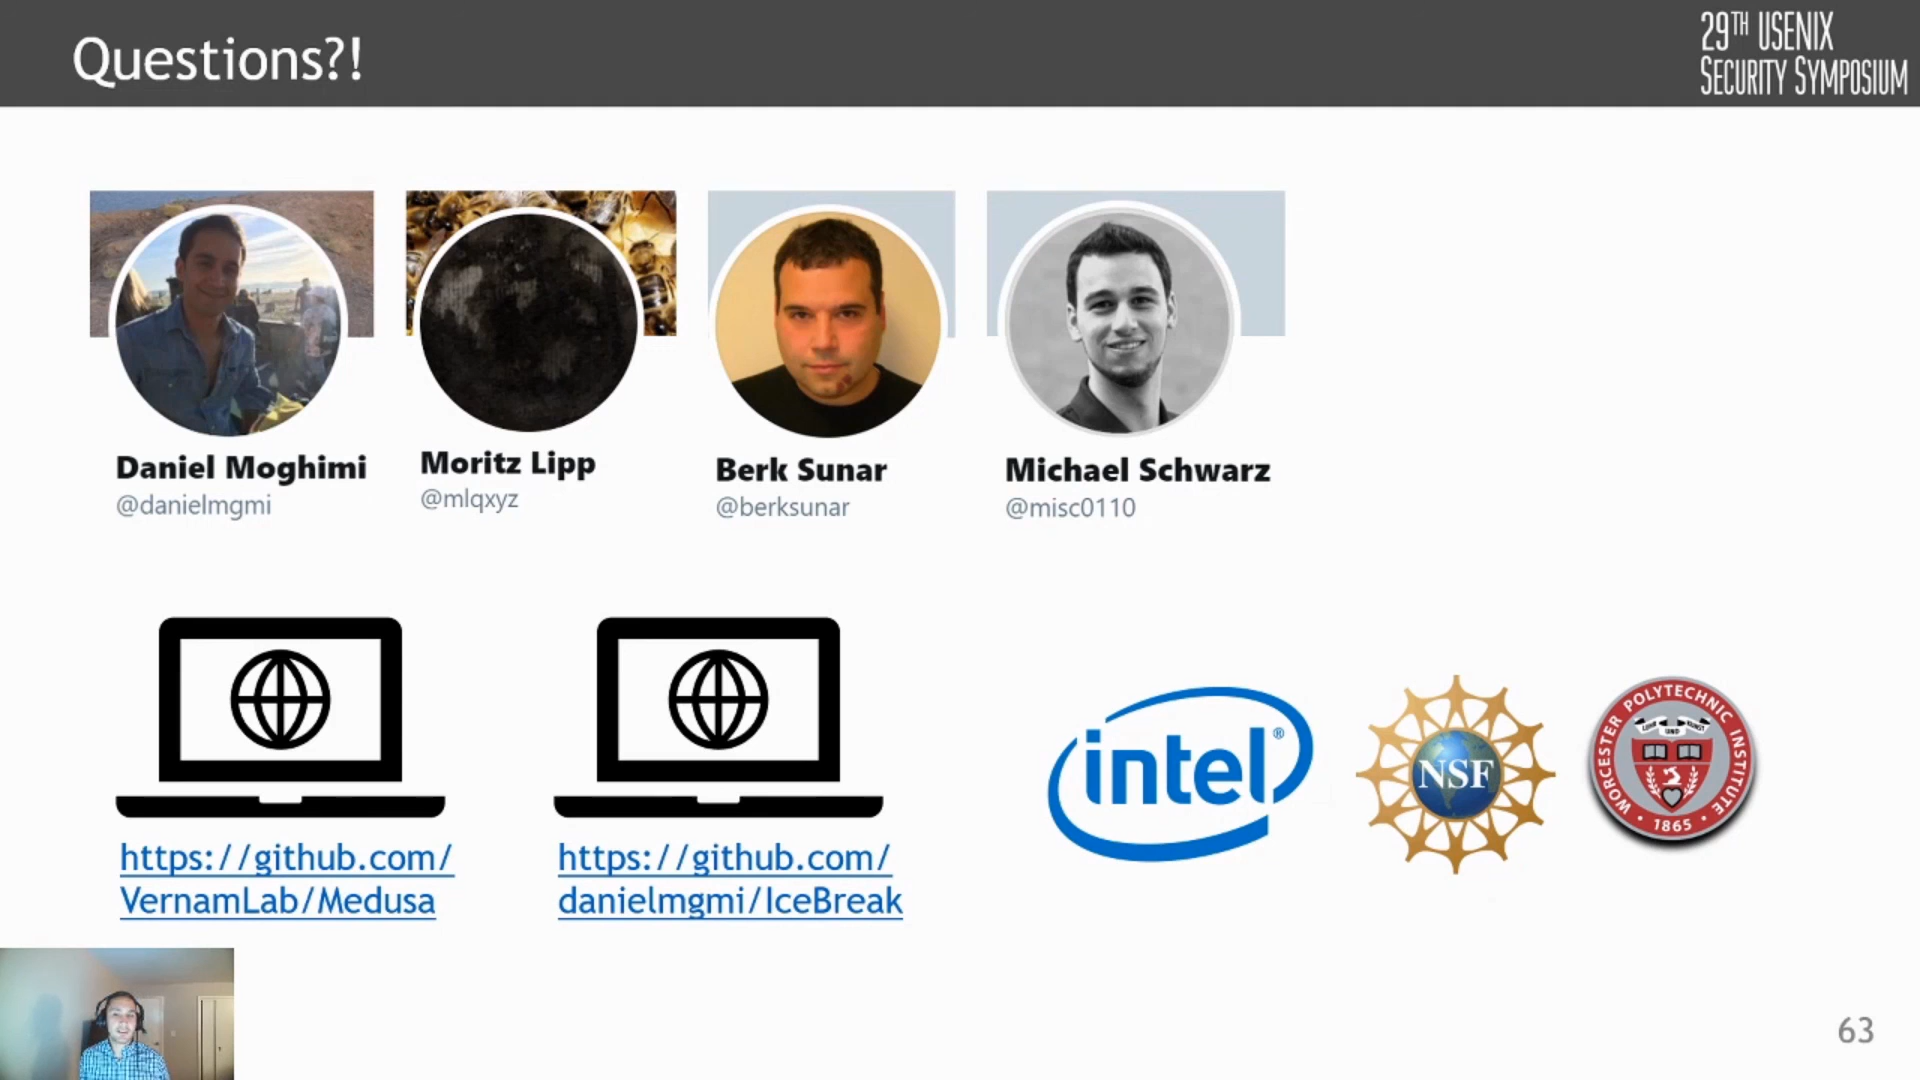 Questions?!
29TH USENIX
SECURITY SYMPOSIUM
Daniel Moghimi
@danielmgmi
Moritz Lipp
@mlqxyz
Berk Sunar
@berksunar
Michael Schwarz
@misc0110
https://github.com/
VernamLab/Medusa
https://github.com/
danielmgmi/IceBreak
intel®
NSF
WORCESTER POLYTECHNIC INSTITUTE
UND
• 1865 •
63